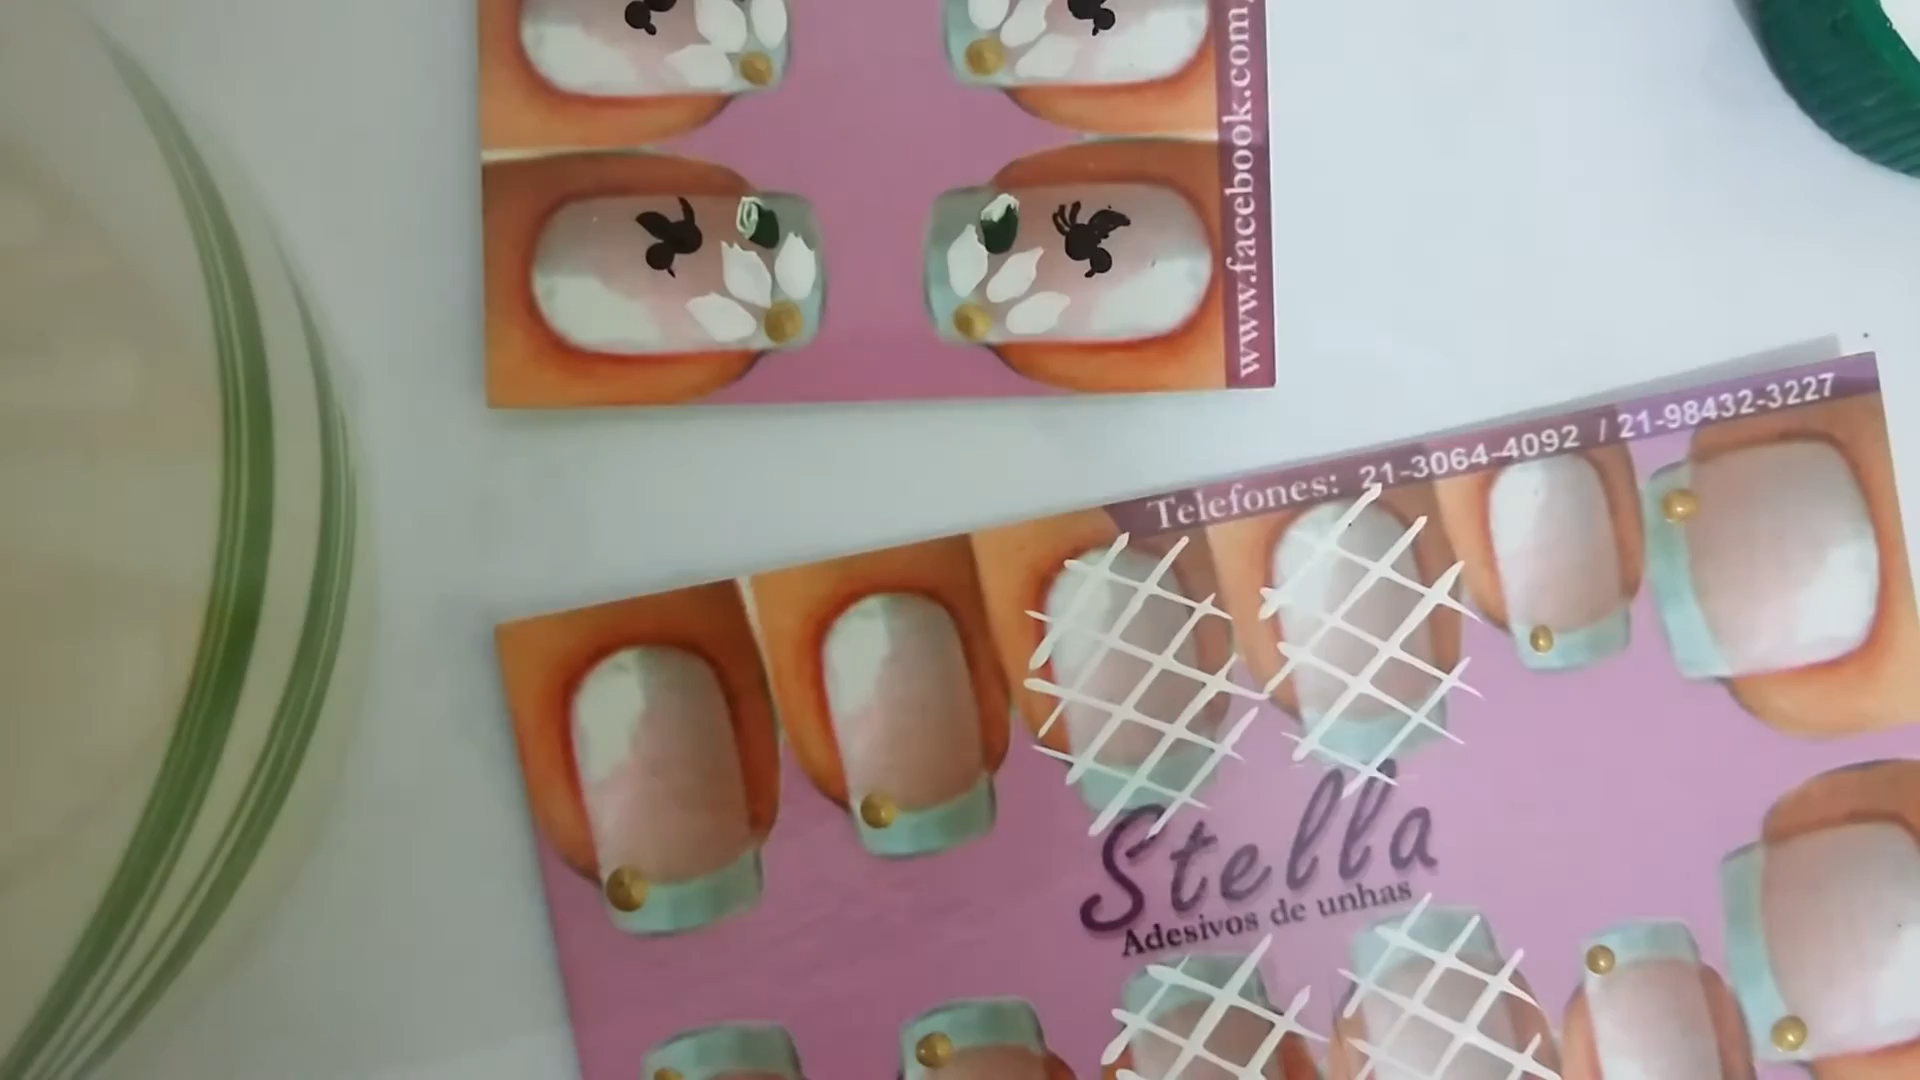 www.facebook.com/
Telefones: 21-3064-4092 / 21-98432-3227
Stella
Adesivos de unhas